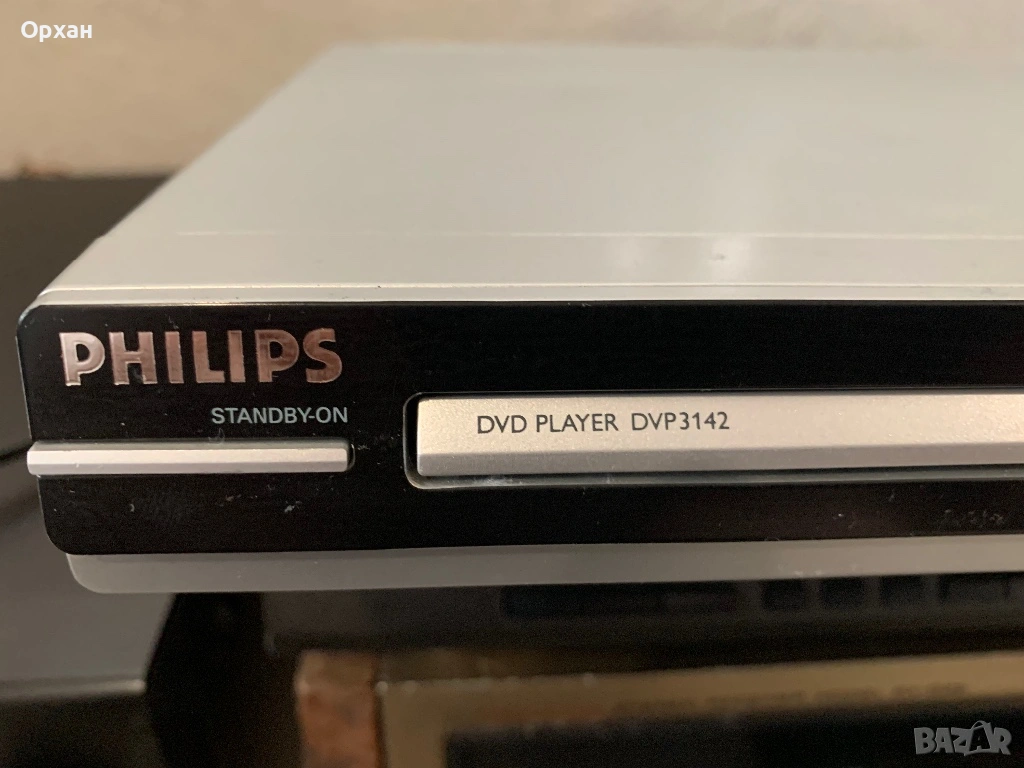 Орхан
PHILIPS
STANDBY-ON
DVD PLAYER DVP3142
BAZAR